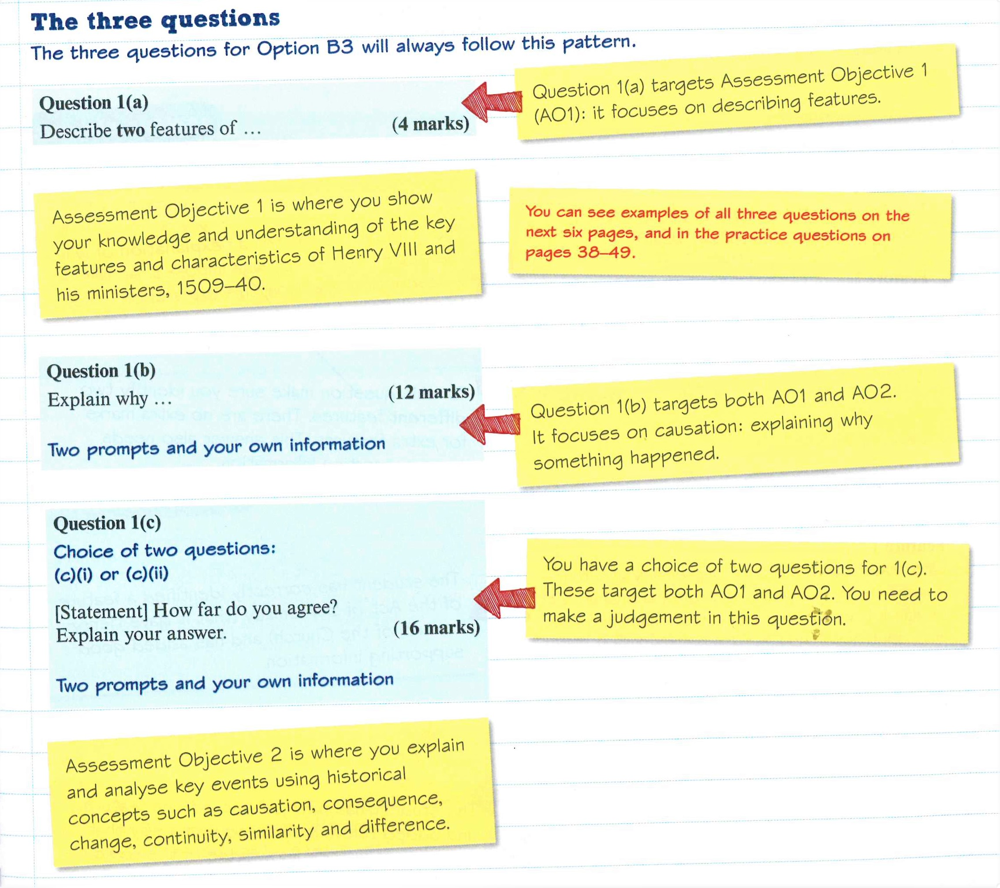 The three questions
The three questions for Option B3 will always follow this pattern.
Question 1(a)
Describe two features of ...
(4 marks)
Question 1(a) targets Assessment Objective 1
(AO1): it focuses on describing features.
Assessment Objective 1 is where you show
your knowledge and understanding of the key
features and characteristics of Henry VIII and
his ministers, 1509–40.
You can see examples of all three questions on the
next six pages, and in the practice questions on
pages 38–49.
Question 1(b)
Explain why ...
(12 marks)
Two prompts and your own information
Question 1(b) targets both AO1 and AO2.
It focuses on causation: explaining why
something happened.
Question 1(c)
Choice of two questions:
(c)(i) or (c)(ii)
[Statement] How far do you agree?
Explain your answer.
(16 marks)
Two prompts and your own information
You have a choice of two questions for 1(c).
These target both AO1 and AO2. You need to
make a judgement in this question.
Assessment Objective 2 is where you explain
and analyse key events using historical
concepts such as causation, consequence,
change, continuity, similarity and difference.